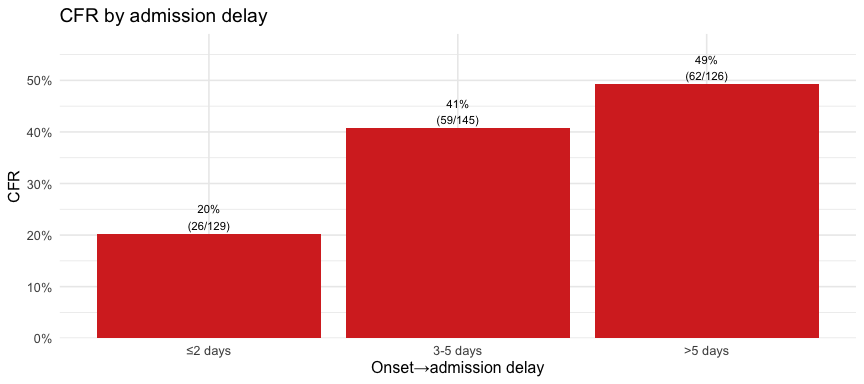 CFR by admission delay
CFR
50%
40%
30%
20%
10%
0%
20%
(26/129)
41%
(59/145)
49%
(62/126)
≤2 days
3-5 days
>5 days
Onset→admission delay